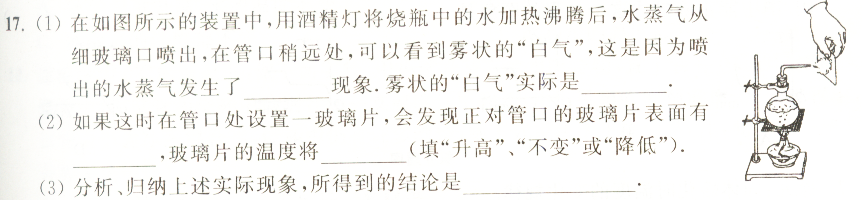 17. (1) 在如图所示的装置中,用酒精灯将烧瓶中的水加热沸腾后,水蒸气从
细玻璃口喷出,在管口稍远处,可以看到雾状的“白气”,这是因为喷
出的水蒸气发生了________现象.雾状的“白气”实际是________.
(2) 如果这时在管口处设置一玻璃片,会发现正对管口的玻璃片表面有
________,玻璃片的温度将________(填“升高”、“不变”或“降低”).
(3) 分析、归纳上述实际现象,所得到的结论是________________.